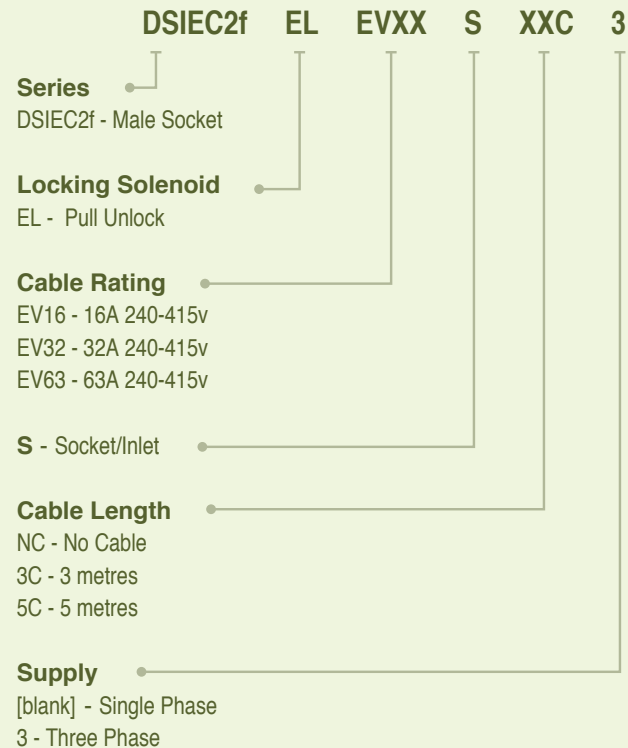 DSIEC2f EL EVXX S XXC 3
Series
DSIEC2f - Male Socket
Locking Solenoid
EL - Pull Unlock
Cable Rating
EV16 - 16A 240-415v
EV32 - 32A 240-415v
EV63 - 63A 240-415v
S - Socket/Inlet
Cable Length
NC - No Cable
3C - 3 metres
5C - 5 metres
Supply
[blank] - Single Phase
3 - Three Phase